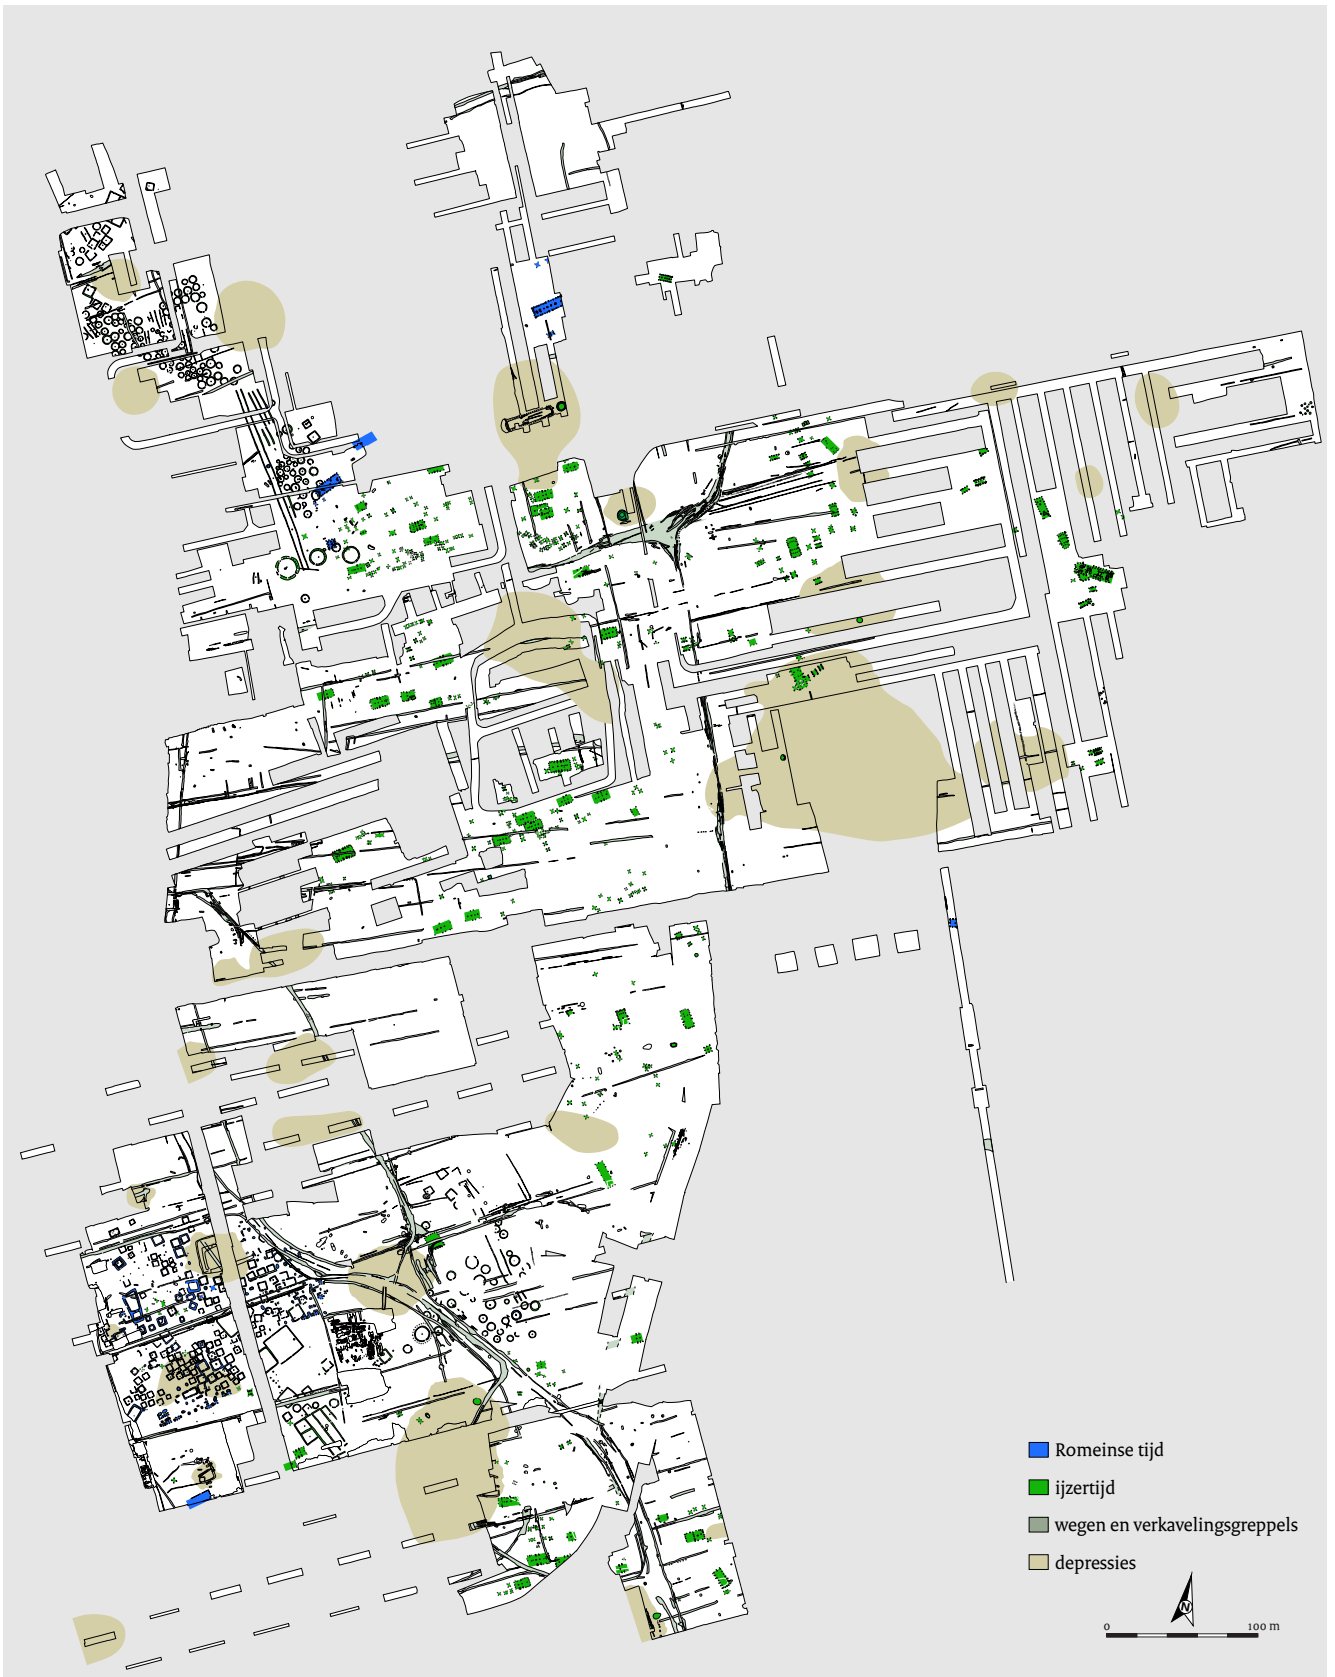 Romeinse tijd
ijzertijd
wegen en verkavelingsgreppels
depressies
N
0 100 m